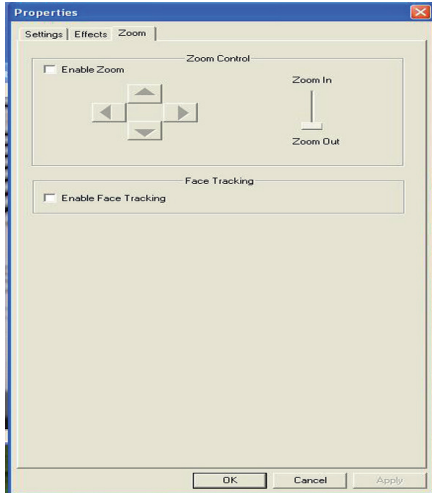 Properties
Settings Effects Zoom
Zoom Control
Enable Zoom
Zoom In
Zoom Out
Face Tracking
Enable Face Tracking
OK Cancel Apply